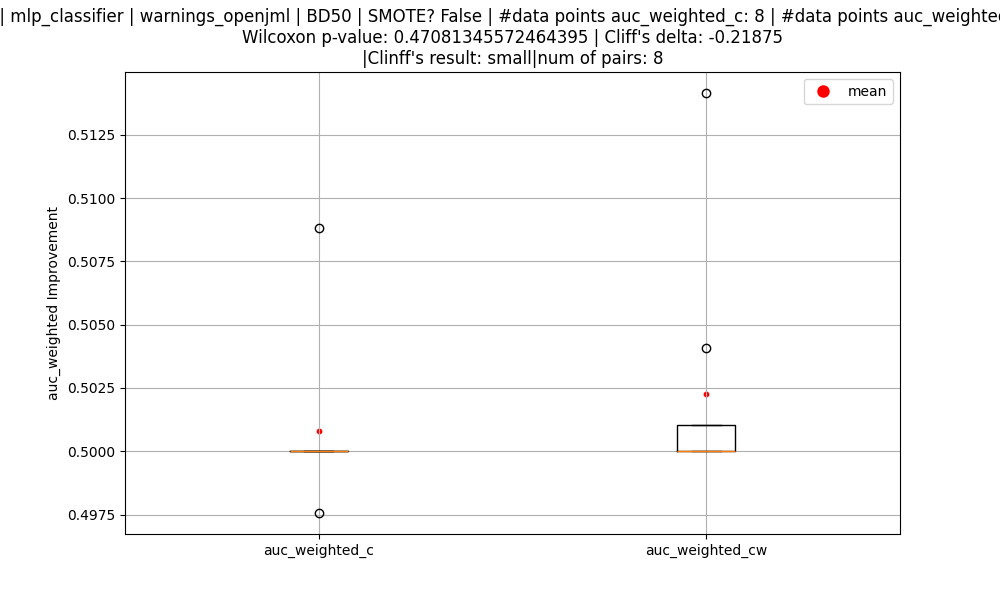 | mlp_classifier | warnings_openjml | BD50 | SMOTE? False | #data points auc_weighted_c: 8 | #data points
Wilcoxon p-value: 0.47081345572464395 | Cliff's delta: -0.21875
|Clinff's result: small|num of pairs: 8
mean
0.5125
0.5100
0.5075
0.5050
0.5025
0.5000
0.4975
auc_weighted Improvement
auc_weighted_c
auc_weighted_cw